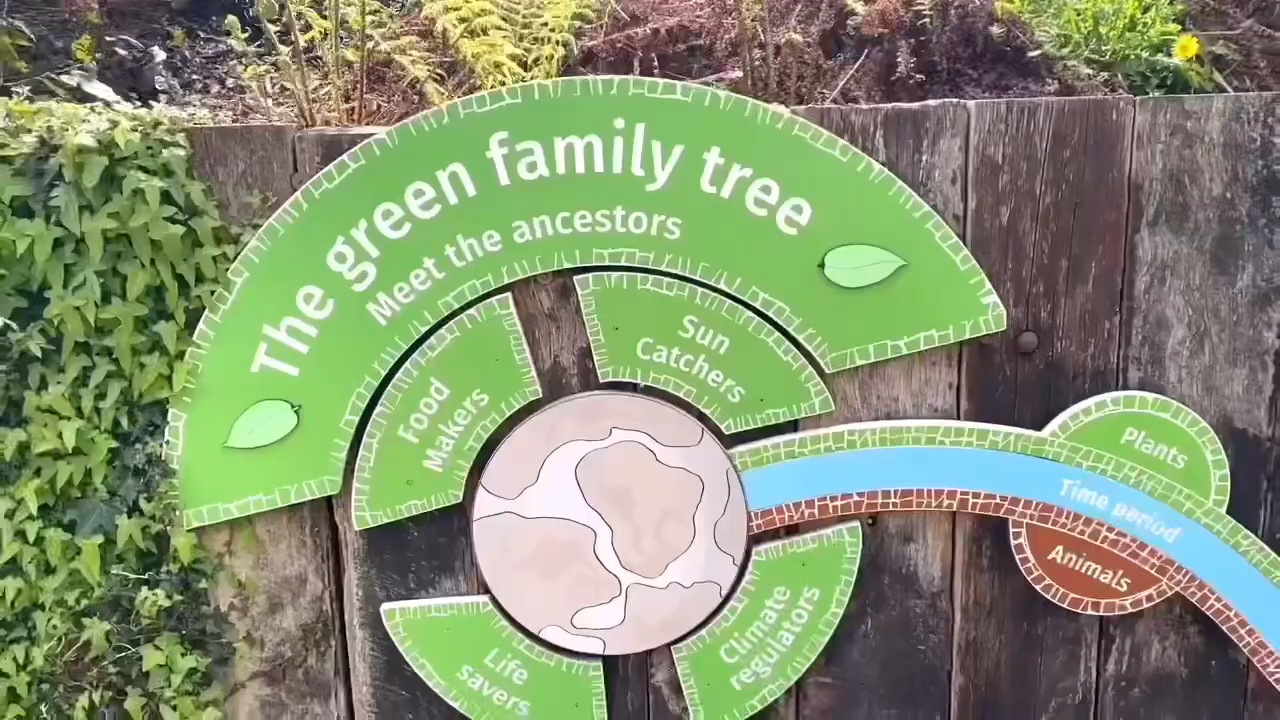 The green family tree
Meet the ancestors
Sun
Catchers
Food
Makers
Plants
Time period
Animals
Climate
regulators
Life
savers